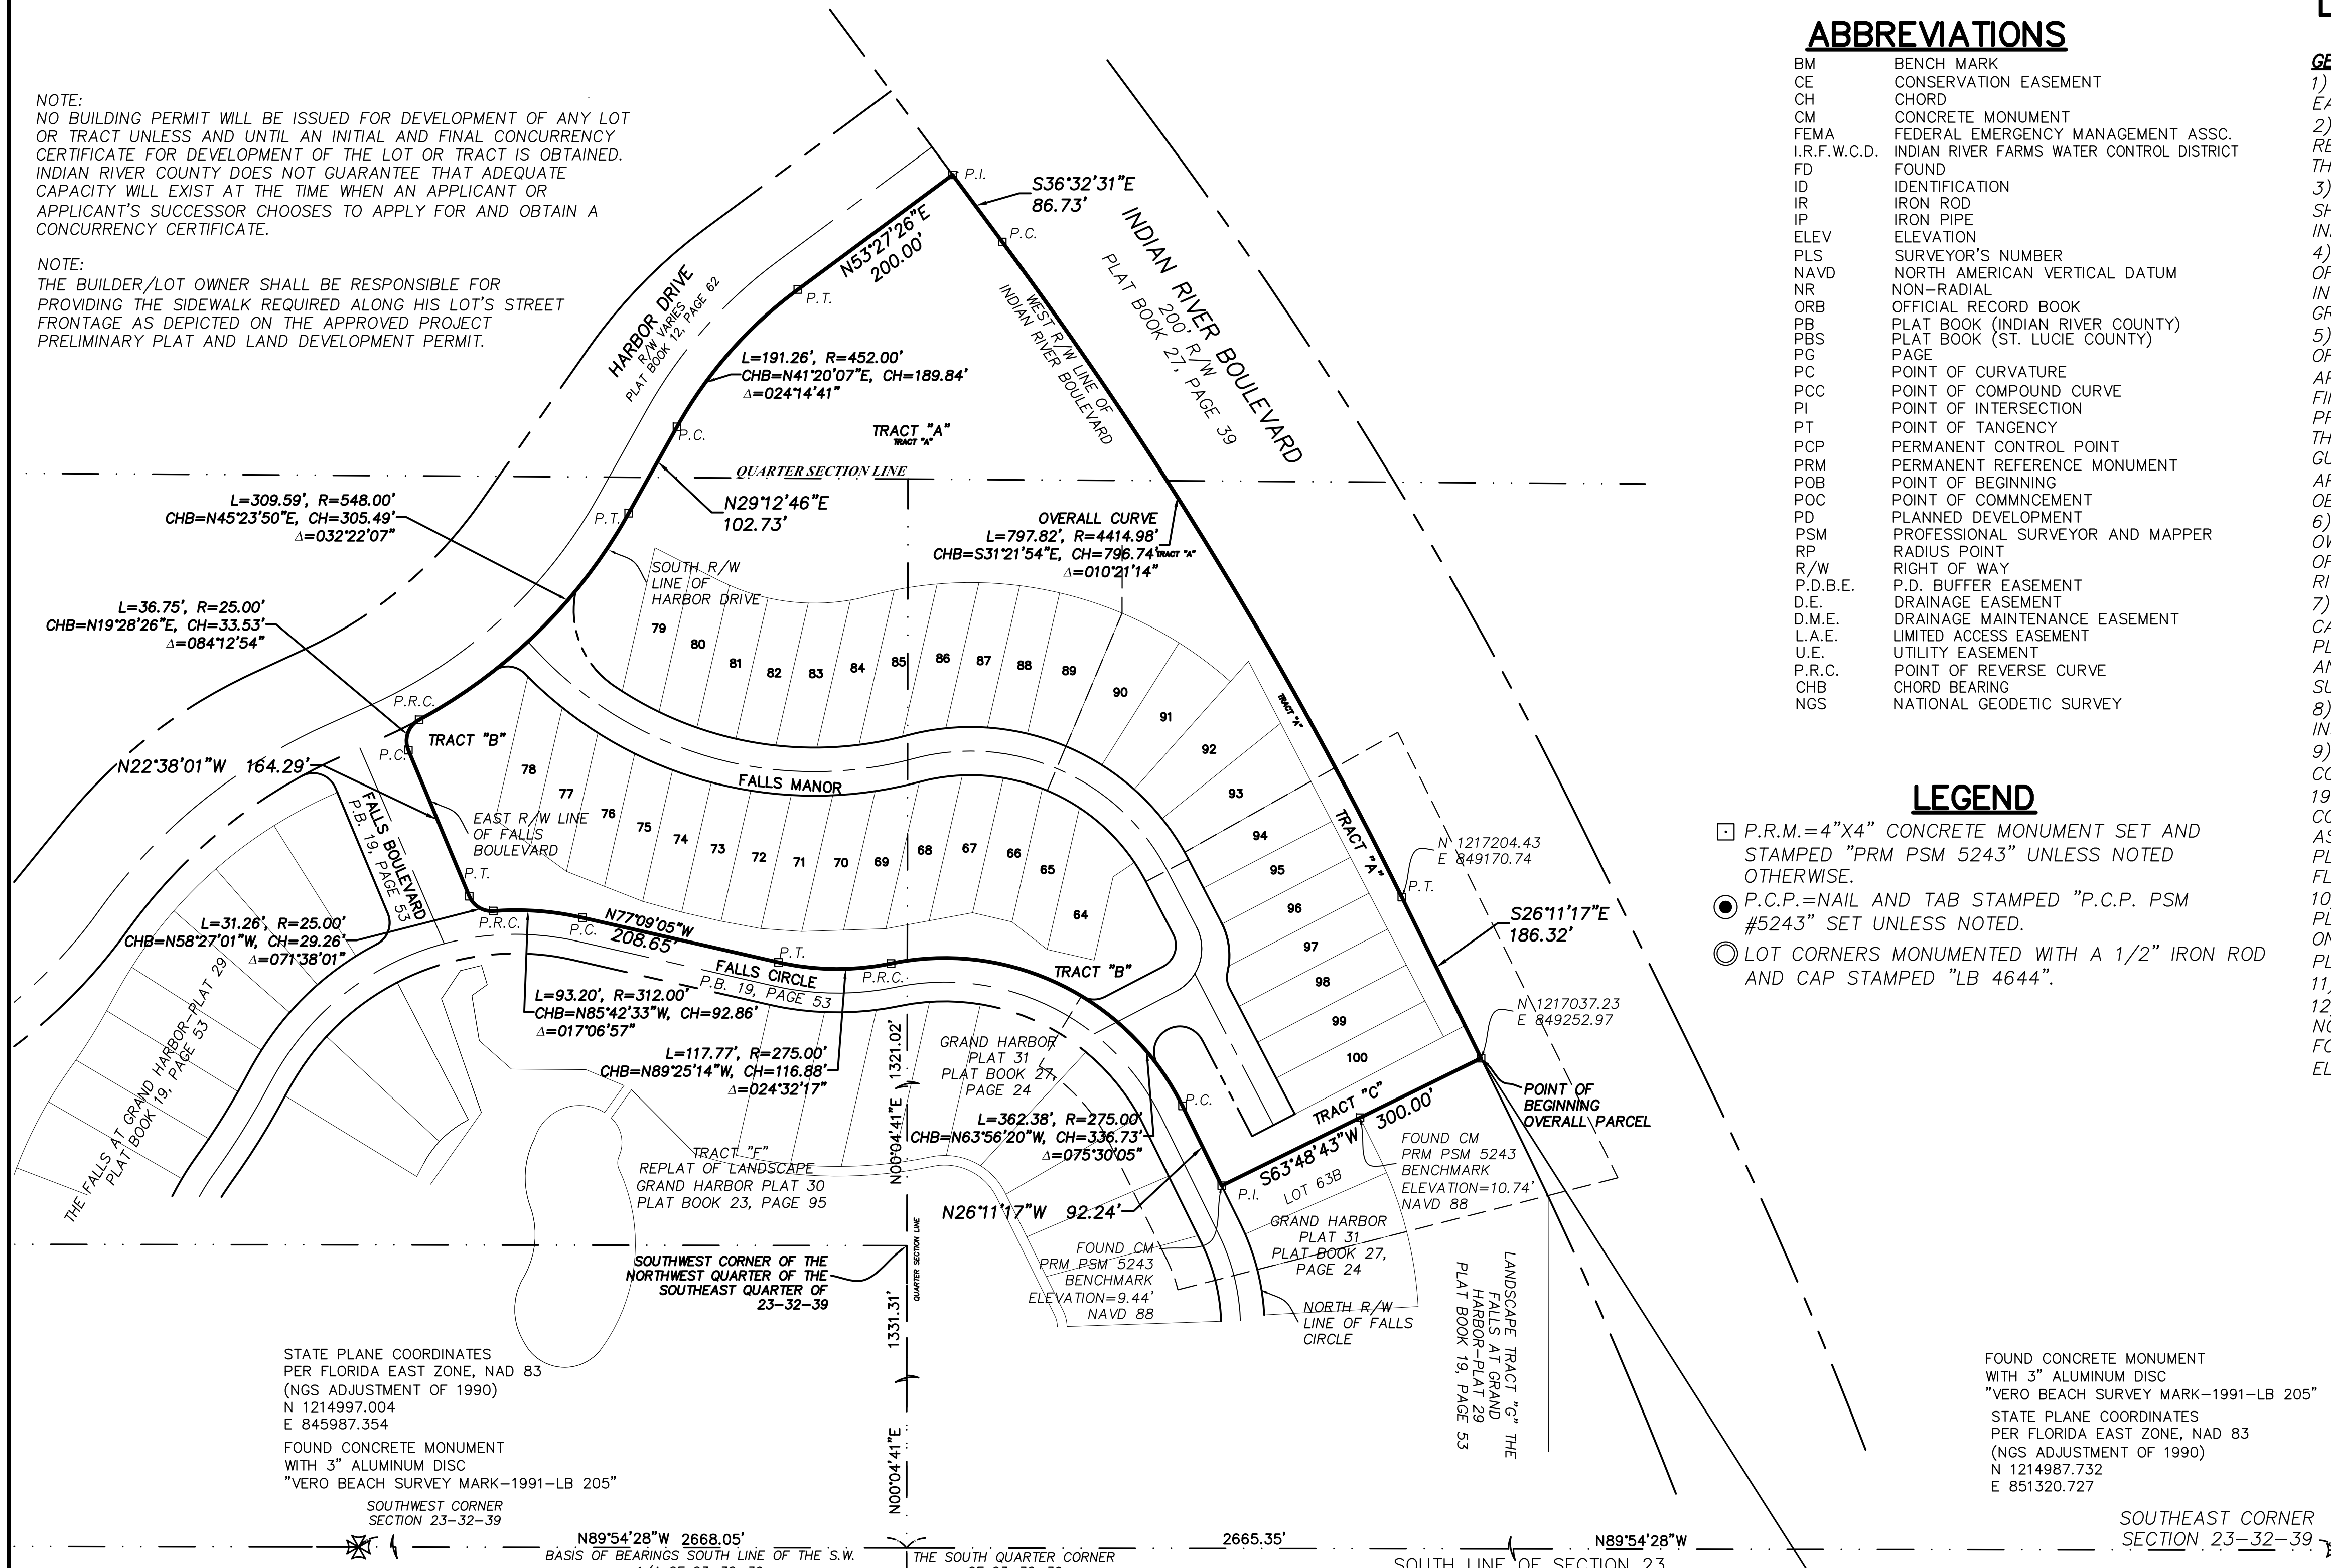 NOTE:
NO BUILDING PERMIT WILL BE ISSUED FOR DEVELOPMENT OF ANY LOT
OR TRACT UNLESS AND UNTIL AN INITIAL AND FINAL CONCURRENCY
CERTIFICATE FOR DEVELOPMENT OF THE LOT OR TRACT IS OBTAINED.
INDIAN RIVER COUNTY DOES NOT GUARANTEE THAT ADEQUATE
CAPACITY WILL EXIST AT THE TIME WHEN AN APPLICANT OR
APPLICANT'S SUCCESSOR CHOOSES TO APPLY FOR AND OBTAIN A
CONCURRENCY CERTIFICATE.
NOTE:
THE BUILDER/LOT OWNER SHALL BE RESPONSIBLE FOR
PROVIDING THE SIDEWALK REQUIRED ALONG HIS LOT'S STREET
FRONTAGE AS DEPICTED ON THE APPROVED PROJECT
PRELIMINARY PLAT AND LAND DEVELOPMENT PERMIT.
P.I.
S36°32'31"E
86.73'
P.C.
N53°27'26"E
200.00'
P.T.
HARBOR DRIVE
R/W VARIES
PLAT BOOK 12, PAGE 62
INDIAN RIVER BOULEVARD
200' R/W
PLAT BOOK 27, PAGE 39
WEST R/W LINE OF
INDIAN RIVER BOULEVARD
L=191.26', R=452.00'
CHB=N41°20'07"E, CH=189.84'
Δ=024°14'41"
P.C.
TRACT "A"
TRACT "A"
QUARTER SECTION LINE
N29°12'46"E
102.73'
P.T.
L=309.59', R=548.00'
CHB=N45°23'50"E, CH=305.49'
Δ=032°22'07"
OVERALL CURVE
L=797.82', R=4414.98'
CHB=S31°21'54"E, CH=796.74'
TRACT "A"
Δ=010°21'14"
SOUTH R/W
LINE OF
HARBOR DRIVE
L=36.75', R=25.00'
CHB=N19°28'26"E, CH=33.53'
Δ=084°12'54"
79
80
81
82
83
84
85
86
87
88
89
90
91
92
93
94
95
96
97
98
99
100
TRACT "A"
TRACT "A"
P.R.C.
TRACT "B"
P.C.
N22°38'01"W 164.29'
78
77
76
75
74
73
72
71
70
69
68
67
66
65
64
FALLS MANOR
EAST R/W LINE
OF FALLS
BOULEVARD
FALLS BOULEVARD
P.B. 19, PAGE 53
P.T.
N 1217204.43
E 849170.74
P.T.
S26°11'17"E
186.32'
L=31.26', R=25.00'
CHB=N58°27'01"W, CH=29.26'
Δ=071°38'01"
P.R.C.
P.C.
N77°09'05"W
208.65'
P.T.
FALLS CIRCLE
P.B. 19, PAGE 53
P.R.C.
TRACT "B"
L=93.20', R=312.00'
CHB=N85°42'33"W, CH=92.86'
Δ=017°06'57"
L=117.77', R=275.00'
CHB=N89°25'14"W, CH=116.88'
Δ=024°32'17"
GRAND HARBOR
PLAT 31
PLAT BOOK 27,
PAGE 24
N 1217037.23
E 849252.97
L=362.38', R=275.00'
CHB=N63°56'20"W, CH=336.73'
Δ=075°30'05"
P.C.
TRACT "C"
S63°48'43"W 300.00'
POINT OF
BEGINNING
OVERALL PARCEL
THE FALLS AT GRAND HARBOR-PLAT 29
PLAT BOOK 19, PAGE 53
TRACT "F"
REPLAT OF LANDSCAPE
GRAND HARBOR PLAT 30
PLAT BOOK 23, PAGE 95
N00°04'41"E 1321.02'
FOUND CM
PRM PSM 5243
BENCHMARK
ELEVATION=10.74'
NAVD 88
P.I.
LOT 63B
N26°11'17"W 92.24'
GRAND HARBOR
PLAT 31
PLAT BOOK 27,
PAGE 24
FOUND CM
PRM PSM 5243
BENCHMARK
ELEVATION=9.44'
NAVD 88
SOUTHWEST CORNER OF THE
NORTHWEST QUARTER OF THE
SOUTHEAST QUARTER OF
23-32-39
QUARTER SECTION LINE
NORTH R/W
LINE OF FALLS
CIRCLE
LANDSCAPE TRACT "G" THE
FALLS AT GRAND
HARBOR-PLAT 29
PLAT BOOK 19, PAGE 53
N00°04'41"E 1331.31'
STATE PLANE COORDINATES
PER FLORIDA EAST ZONE, NAD 83
(NGS ADJUSTMENT OF 1990)
N 1214997.004
E 845987.354
FOUND CONCRETE MONUMENT
WITH 3" ALUMINUM DISC
"VERO BEACH SURVEY MARK-1991-LB 205"
SOUTHWEST CORNER
SECTION 23-32-39
N89°54'28"W 2668.05'
BASIS OF BEARINGS SOUTH LINE OF THE S.W.
THE SOUTH QUARTER CORNER
2665.35'
N89°54'28"W
SOUTH LINE OF SECTION 23
ABBREVIATIONS
BM BENCH MARK
CE CONSERVATION EASEMENT
CH CHORD
CM CONCRETE MONUMENT
FEMA FEDERAL EMERGENCY MANAGEMENT ASSC.
I.R.F.W.C.D. INDIAN RIVER FARMS WATER CONTROL DISTRICT
FD FOUND
ID IDENTIFICATION
IR IRON ROD
IP IRON PIPE
ELEV ELEVATION
PLS SURVEYOR'S NUMBER
NAVD NORTH AMERICAN VERTICAL DATUM
NR NON-RADIAL
ORB OFFICIAL RECORD BOOK
PB PLAT BOOK (INDIAN RIVER COUNTY)
PBS PLAT BOOK (ST. LUCIE COUNTY)
PG PAGE
PC POINT OF CURVATURE
PCC POINT OF COMPOUND CURVE
PI POINT OF INTERSECTION
PT POINT OF TANGENCY
PCP PERMANENT CONTROL POINT
PRM PERMANENT REFERENCE MONUMENT
POB POINT OF BEGINNING
POC POINT OF COMMNCEMENT
PD PLANNED DEVELOPMENT
PSM PROFESSIONAL SURVEYOR AND MAPPER
RP RADIUS POINT
R/W RIGHT OF WAY
P.D.B.E. P.D. BUFFER EASEMENT
D.E. DRAINAGE EASEMENT
D.M.E. DRAINAGE MAINTENANCE EASEMENT
L.A.E. LIMITED ACCESS EASEMENT
U.E. UTILITY EASEMENT
P.R.C. POINT OF REVERSE CURVE
CHB CHORD BEARING
NGS NATIONAL GEODETIC SURVEY
LEGEND
P.R.M.=4"X4" CONCRETE MONUMENT SET AND
STAMPED "PRM PSM 5243" UNLESS NOTED
OTHERWISE.
P.C.P.=NAIL AND TAB STAMPED "P.C.P. PSM
#5243" SET UNLESS NOTED.
LOT CORNERS MONUMENTED WITH A 1/2" IRON ROD
AND CAP STAMPED "LB 4644".
FOUND CONCRETE MONUMENT
WITH 3" ALUMINUM DISC
"VERO BEACH SURVEY MARK-1991-LB 205"
STATE PLANE COORDINATES
PER FLORIDA EAST ZONE, NAD 83
(NGS ADJUSTMENT OF 1990)
N 1214987.732
E 851320.727
SOUTHEAST CORNER
SECTION 23-32-39
1)
2)
3)
4)
5)
6)
7)
8)
9)
10)
11)
12)